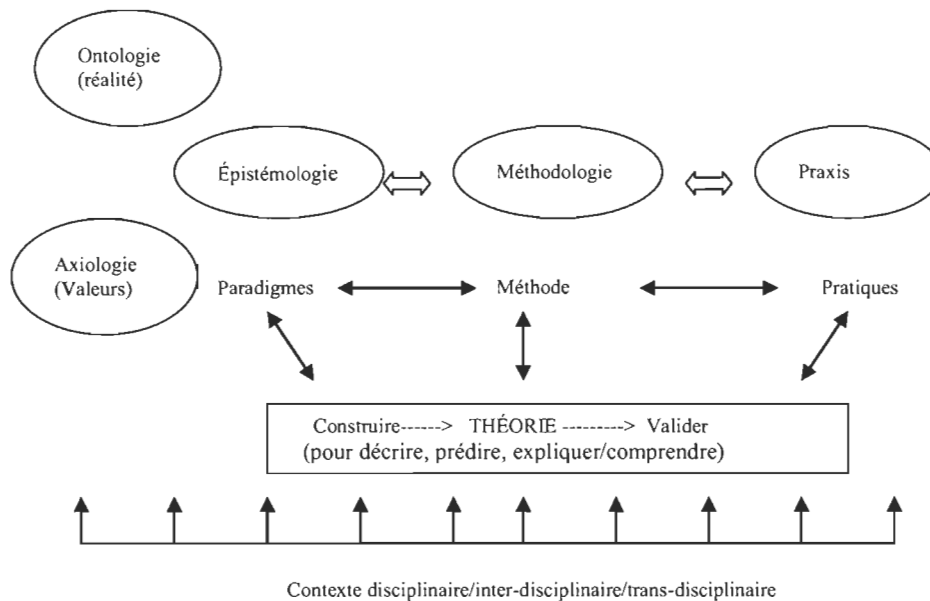 Ontologie
(réalité)
Épistémologie
Méthodologie
Praxis
Axiologie
(Valeurs)
Paradigmes
Méthode
Pratiques
Construire------> THÉORIE ---------> Valider
(pour décrire, prédire, expliquer/comprendre)
Contexte disciplinaire/inter-disciplinaire/trans-disciplinaire